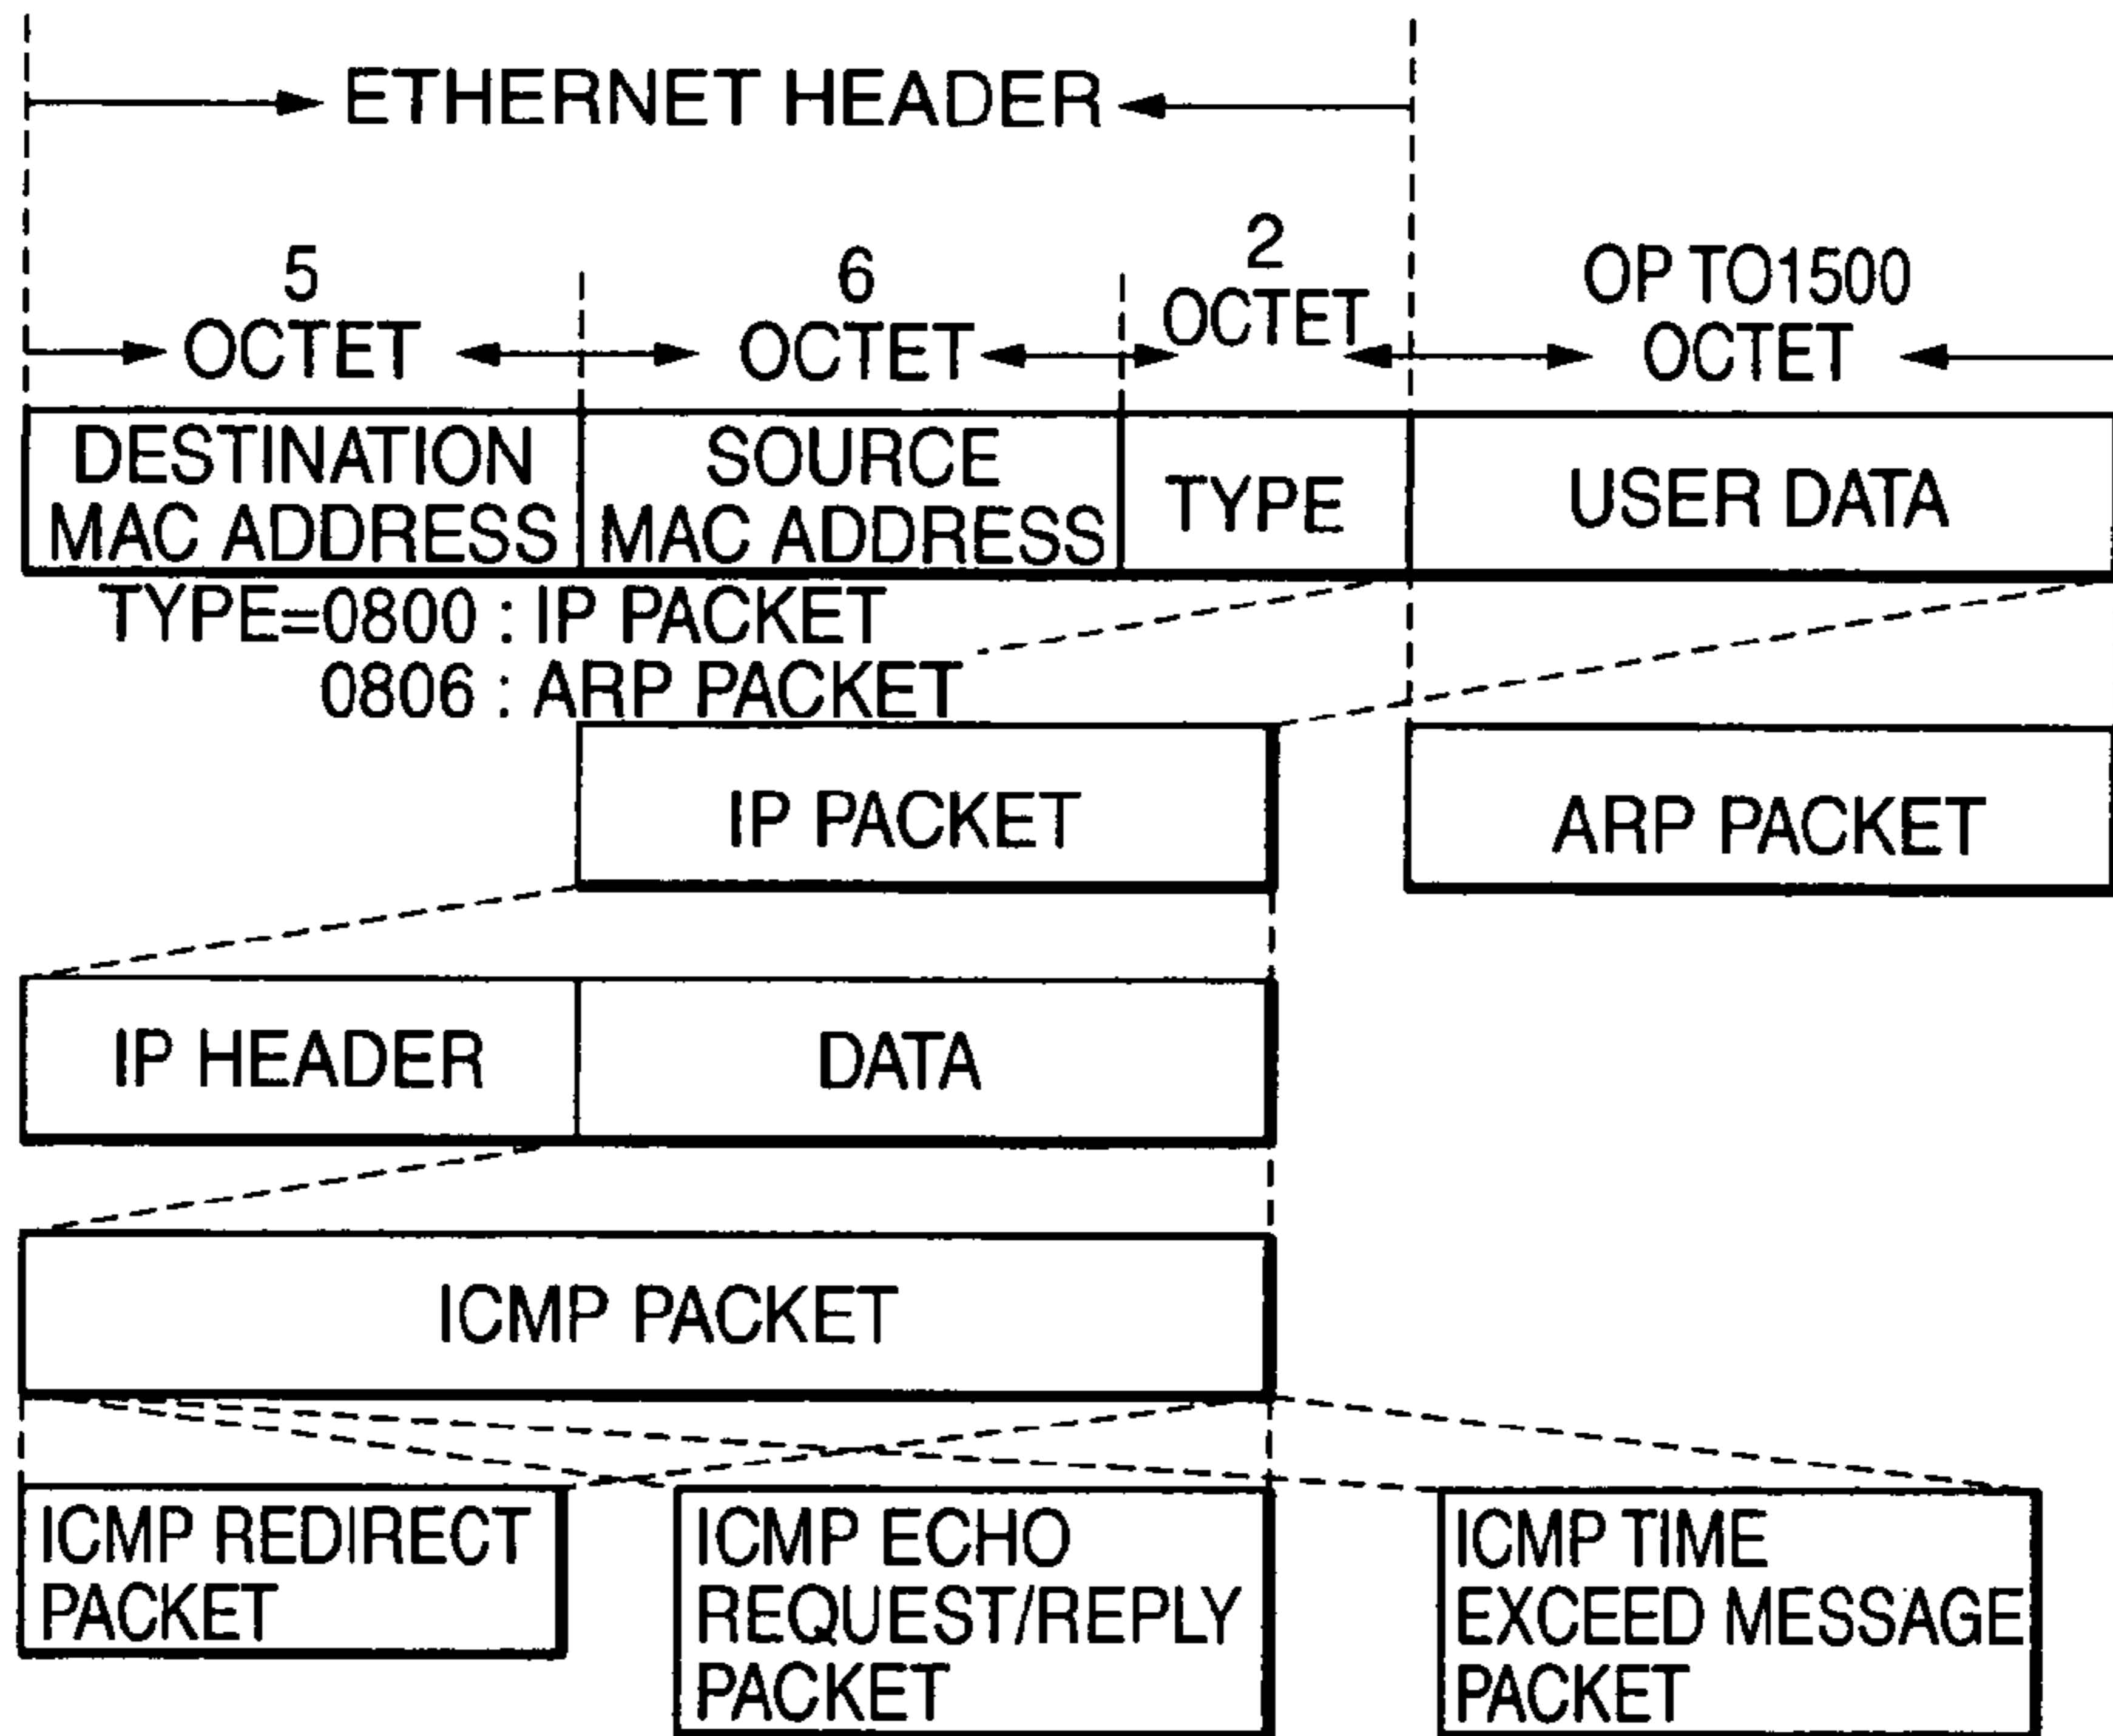 ETHERNET HEADER
5
OCTET
6
OCTET
2
OCTET
OP TO1500
OCTET
DESTINATION
MAC ADDRESS
SOURCE
MAC ADDRESS
TYPE
USER DATA
TYPE=0800 : IP PACKET
0806 : ARP PACKET
IP PACKET
ARP PACKET
IP HEADER
DATA
ICMP PACKET
ICMP REDIRECT
PACKET
ICMP ECHO
REQUEST/REPLY
PACKET
ICMP TIME
EXCEED MESSAGE
PACKET